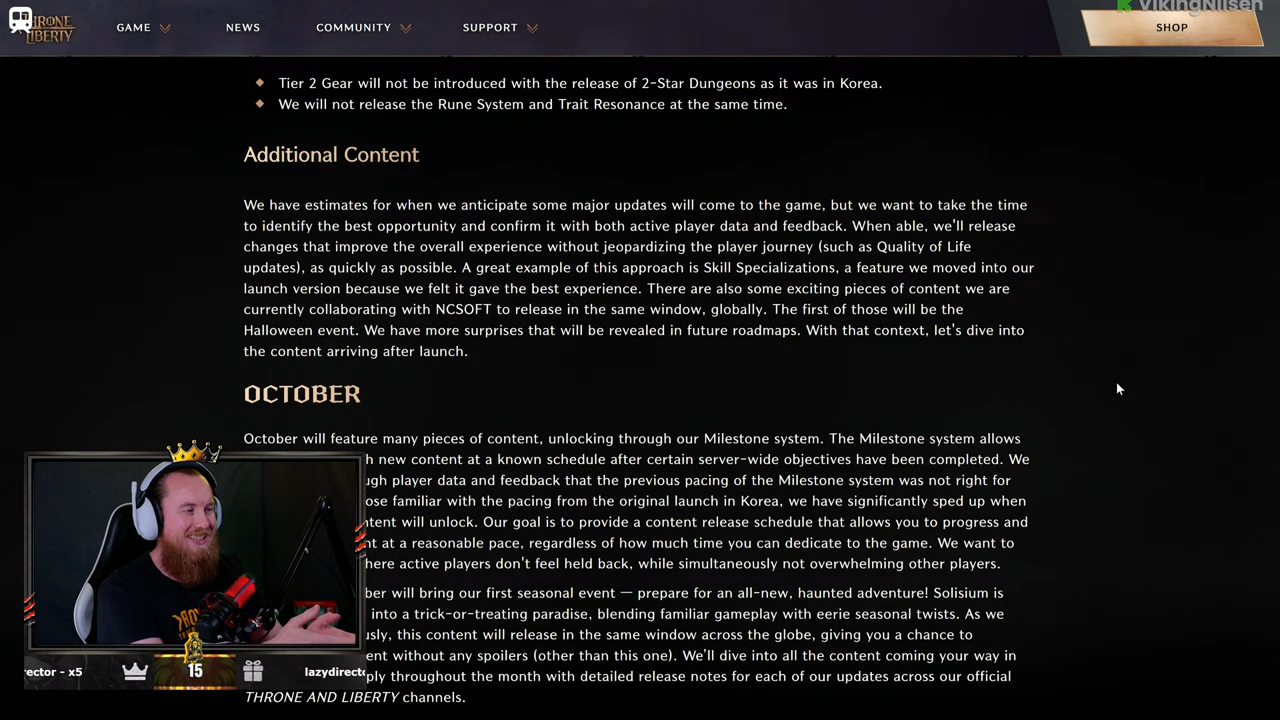 THRONE
LIBERTY
GAME
NEWS
COMMUNITY
SUPPORT
VikingNilsen
SHOP
Tier 2 Gear will not be introduced with the release of 2-Star Dungeons as it was in Korea.
We will not release the Rune System and Trait Resonance at the same time.
Additional Content
We have estimates for when we anticipate some major updates will come to the game, but we want to take the time
to identify the best opportunity and confirm it with both active player data and feedback. When able, we'll release
changes that improve the overall experience without jeopardizing the player journey (such as Quality of Life
updates), as quickly as possible. A great example of this approach is Skill Specializations, a feature we moved into our
launch version because we felt it gave the best experience. There are also some exciting pieces of content we are
currently collaborating with NCSOFT to release in the same window, globally. The first of those will be the
Halloween event. We have more surprises that will be revealed in future roadmaps. With that context, let's dive into
the content arriving after launch.
OCTOBER
October will feature many pieces of content, unlocking through our Milestone system. The Milestone system allows
h new content at a known schedule after certain server-wide objectives have been completed. We
ugh player data and feedback that the previous pacing of the Milestone system was not right for
ose familiar with the pacing from the original launch in Korea, we have significantly sped up when
ntent will unlock. Our goal is to provide a content release schedule that allows you to progress and
nt at a reasonable pace, regardless of how much time you can dedicate to the game. We want to
here active players don't feel held back, while simultaneously not overwhelming other players.
ber will bring our first seasonal event — prepare for an all-new, haunted adventure! Solisium is
into a trick-or-treating paradise, blending familiar gameplay with eerie seasonal twists. As we
usly, this content will release in the same window across the globe, giving you a chance to
ent without any spoilers (other than this one). We'll dive into all the content coming your way in
ply throughout the month with detailed release notes for each of our updates across our official
THRONE AND LIBERTY channels.
ector - x5
15
lazydirect